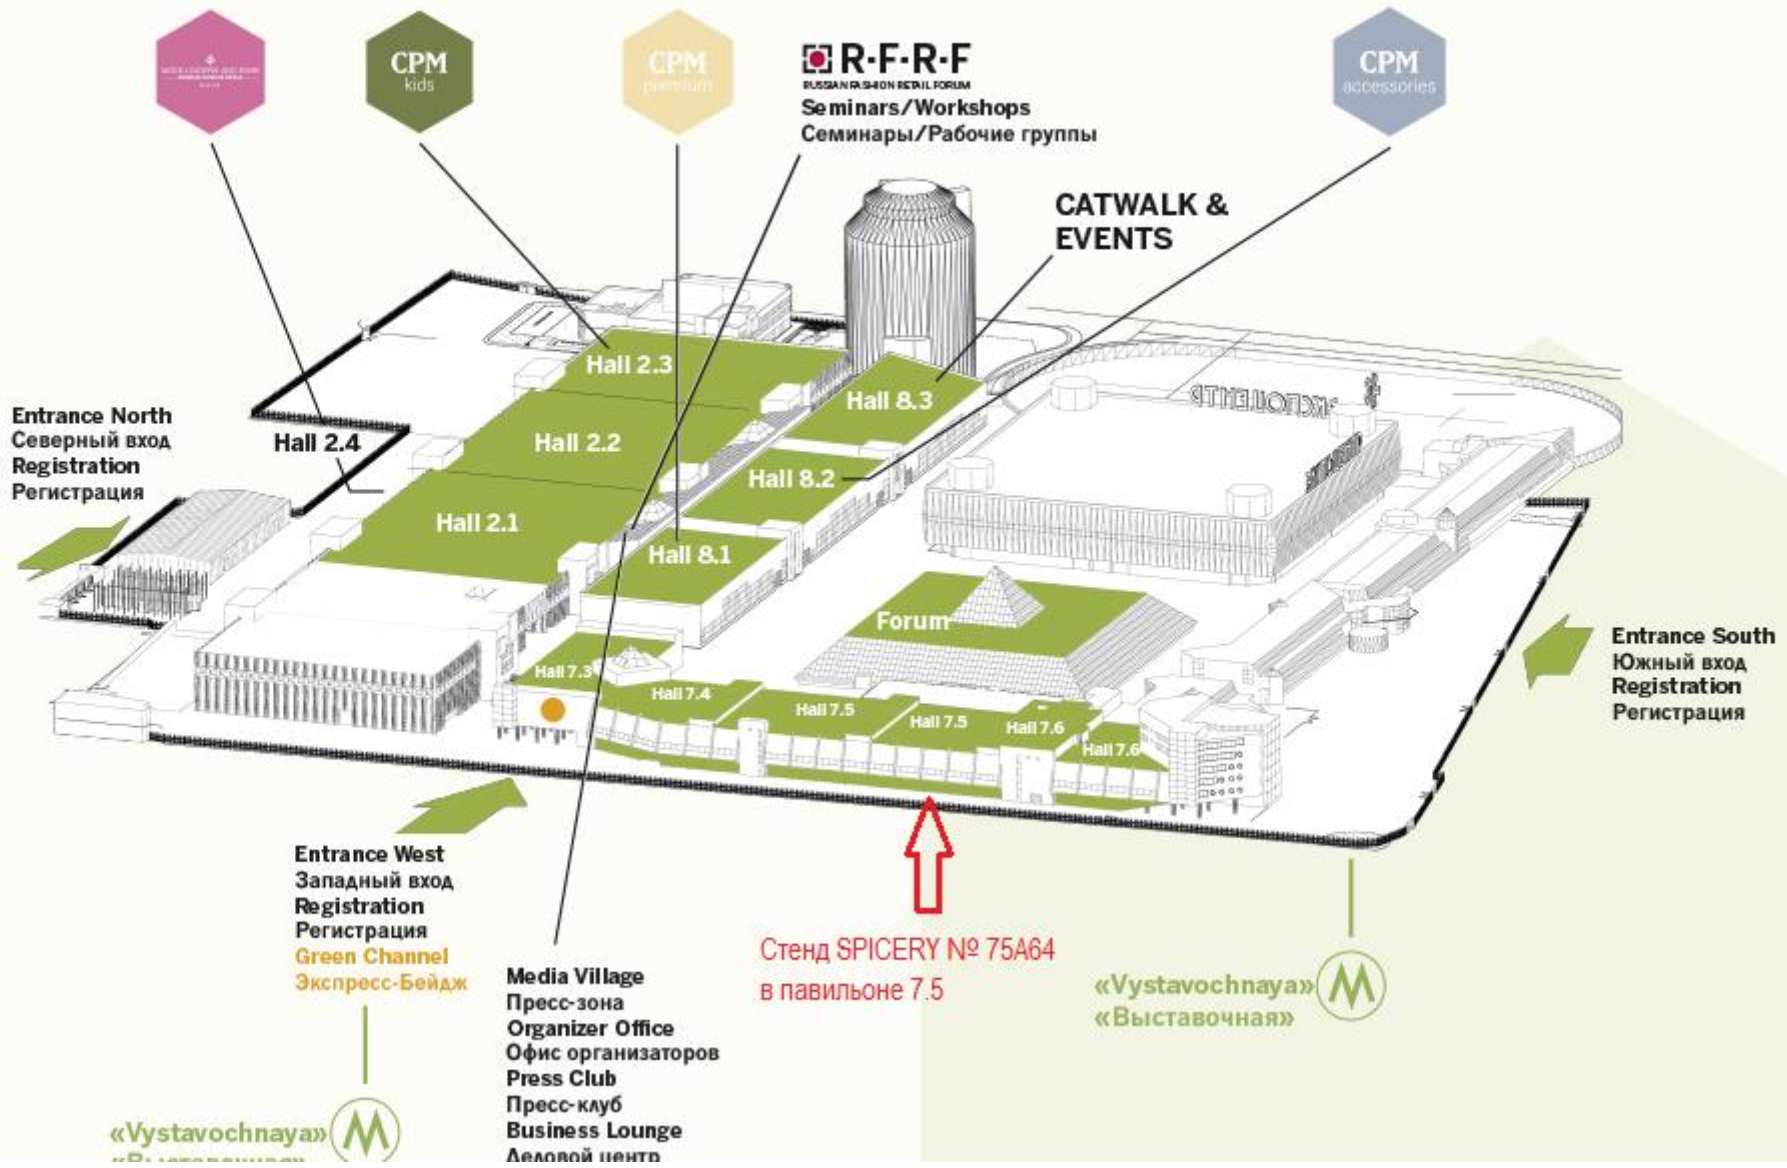 CPM
kids
CPM
premium
R·F·R·F
RUSSIAN FASHION RETAIL FORUM
Seminars/Workshops
Семинары/Рабочие группы
CPM
accessories
CATWALK &
EVENTS
Hall 2.3
Hall 8.3
Entrance North
Северный вход
Registration
Регистрация
Hall 2.4
Hall 2.2
Hall 8.2
Hall 2.1
Hall 8.1
Forum
Entrance South
Южный вход
Registration
Регистрация
Hall 7.3
Hall 7.4
Hall 7.5
Hall 7.5
Hall 7.6
Hall 7.6
Entrance West
Западный вход
Registration
Регистрация
Green Channel
Экспресс-Бейдж
Стенд SPICERY № 75A64
в павильоне 7.5
Media Village
Пресс-зона
Organizer Office
Офис организаторов
Press Club
Пресс-клуб
Business Lounge
Деловой центр
«Vystavochnaya»
«Выставочная»
«Vystavochnaya»
«Выставочная»